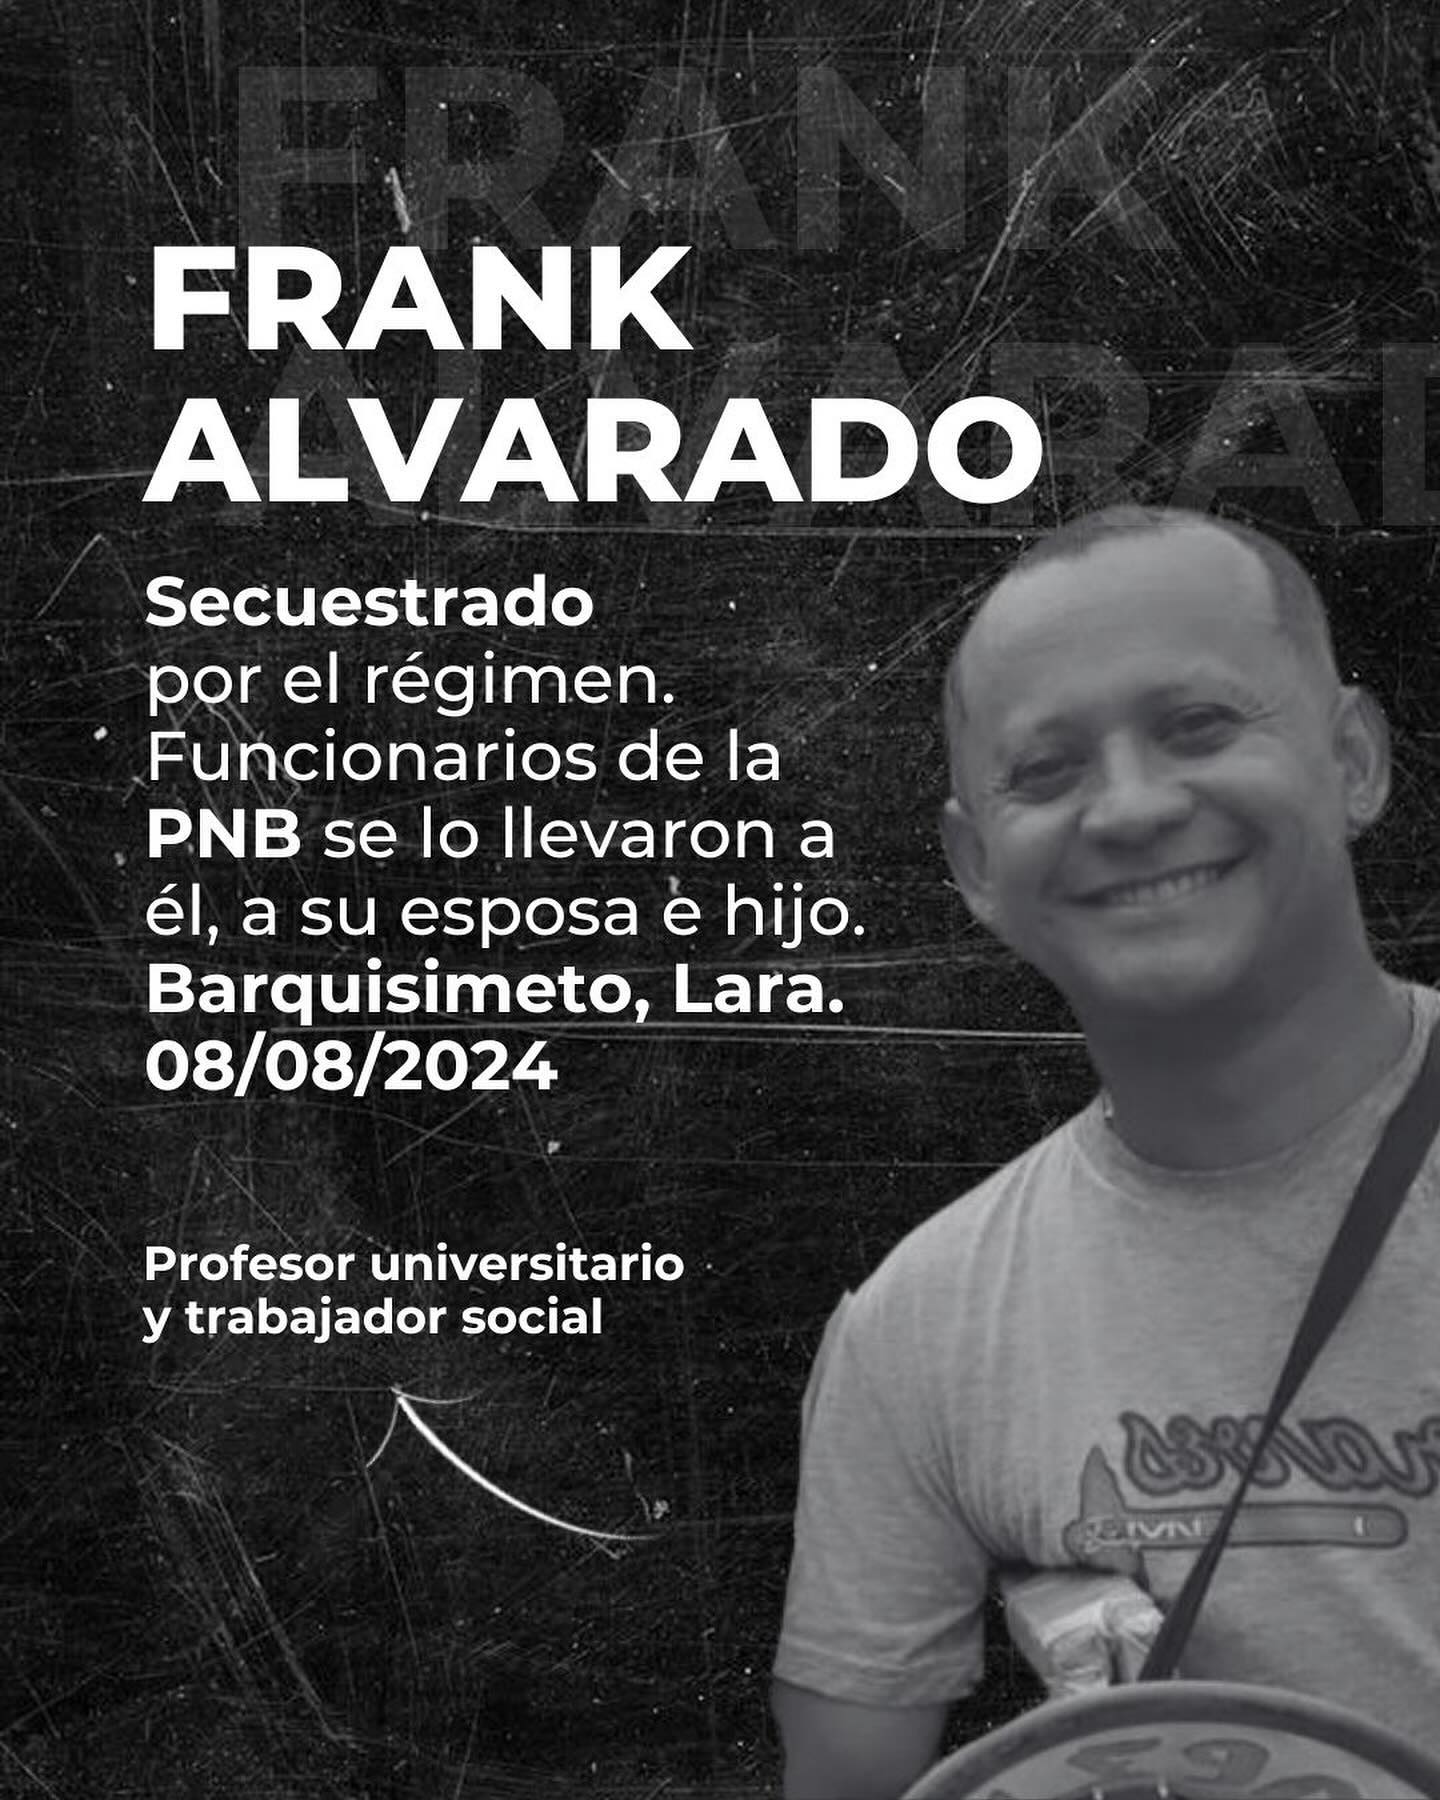 FRANK
ALVARADO
Secuestrado
por el régimen.
Funcionarios de la
PNB se lo llevaron a
él, a su esposa e hijo.
Barquisimeto, Lara.
08/08/2024
Profesor universitario
y trabajador social